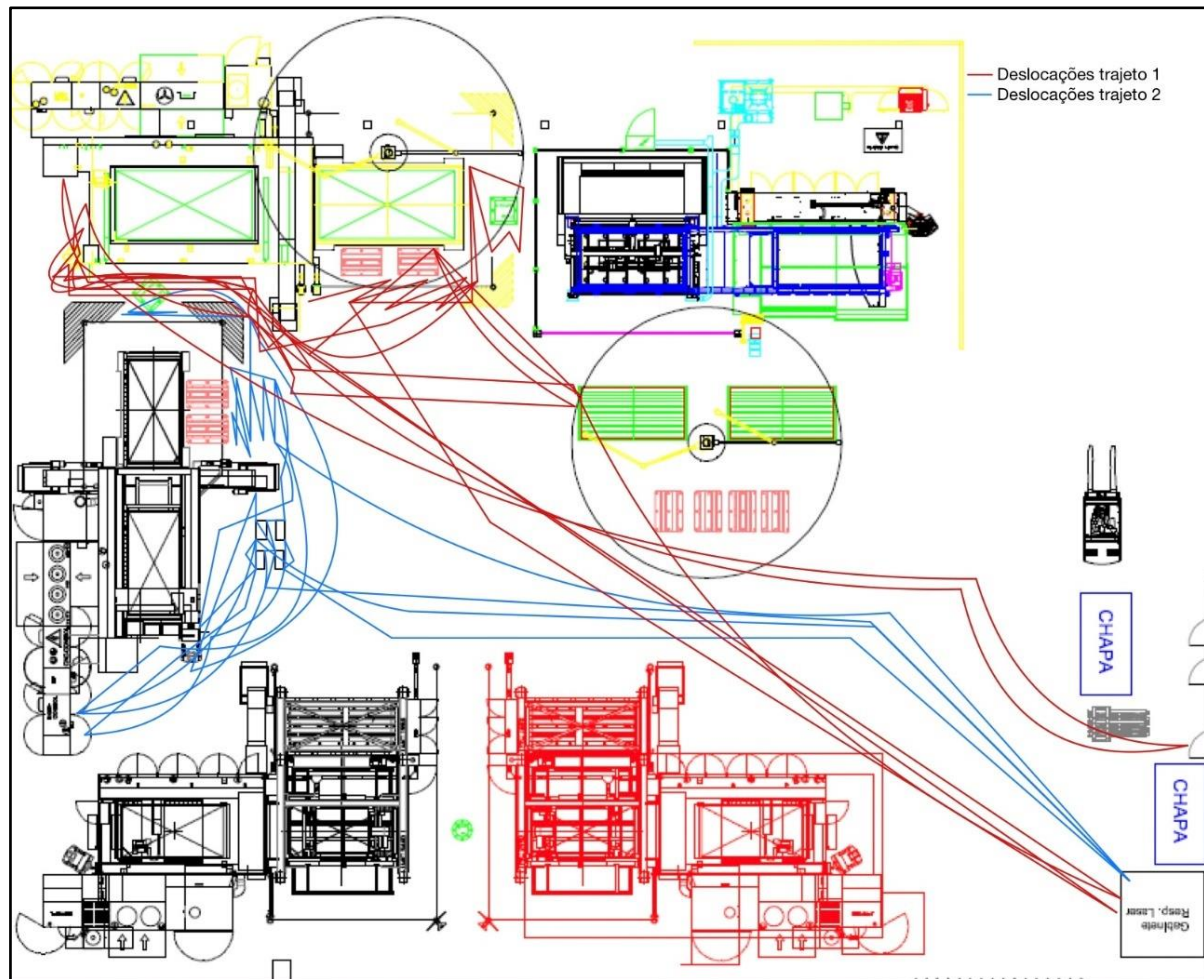 Deslocações trajeto 1
Deslocações trajeto 2
CHAPA
CHAPA
Gabinete
Resp. Laser